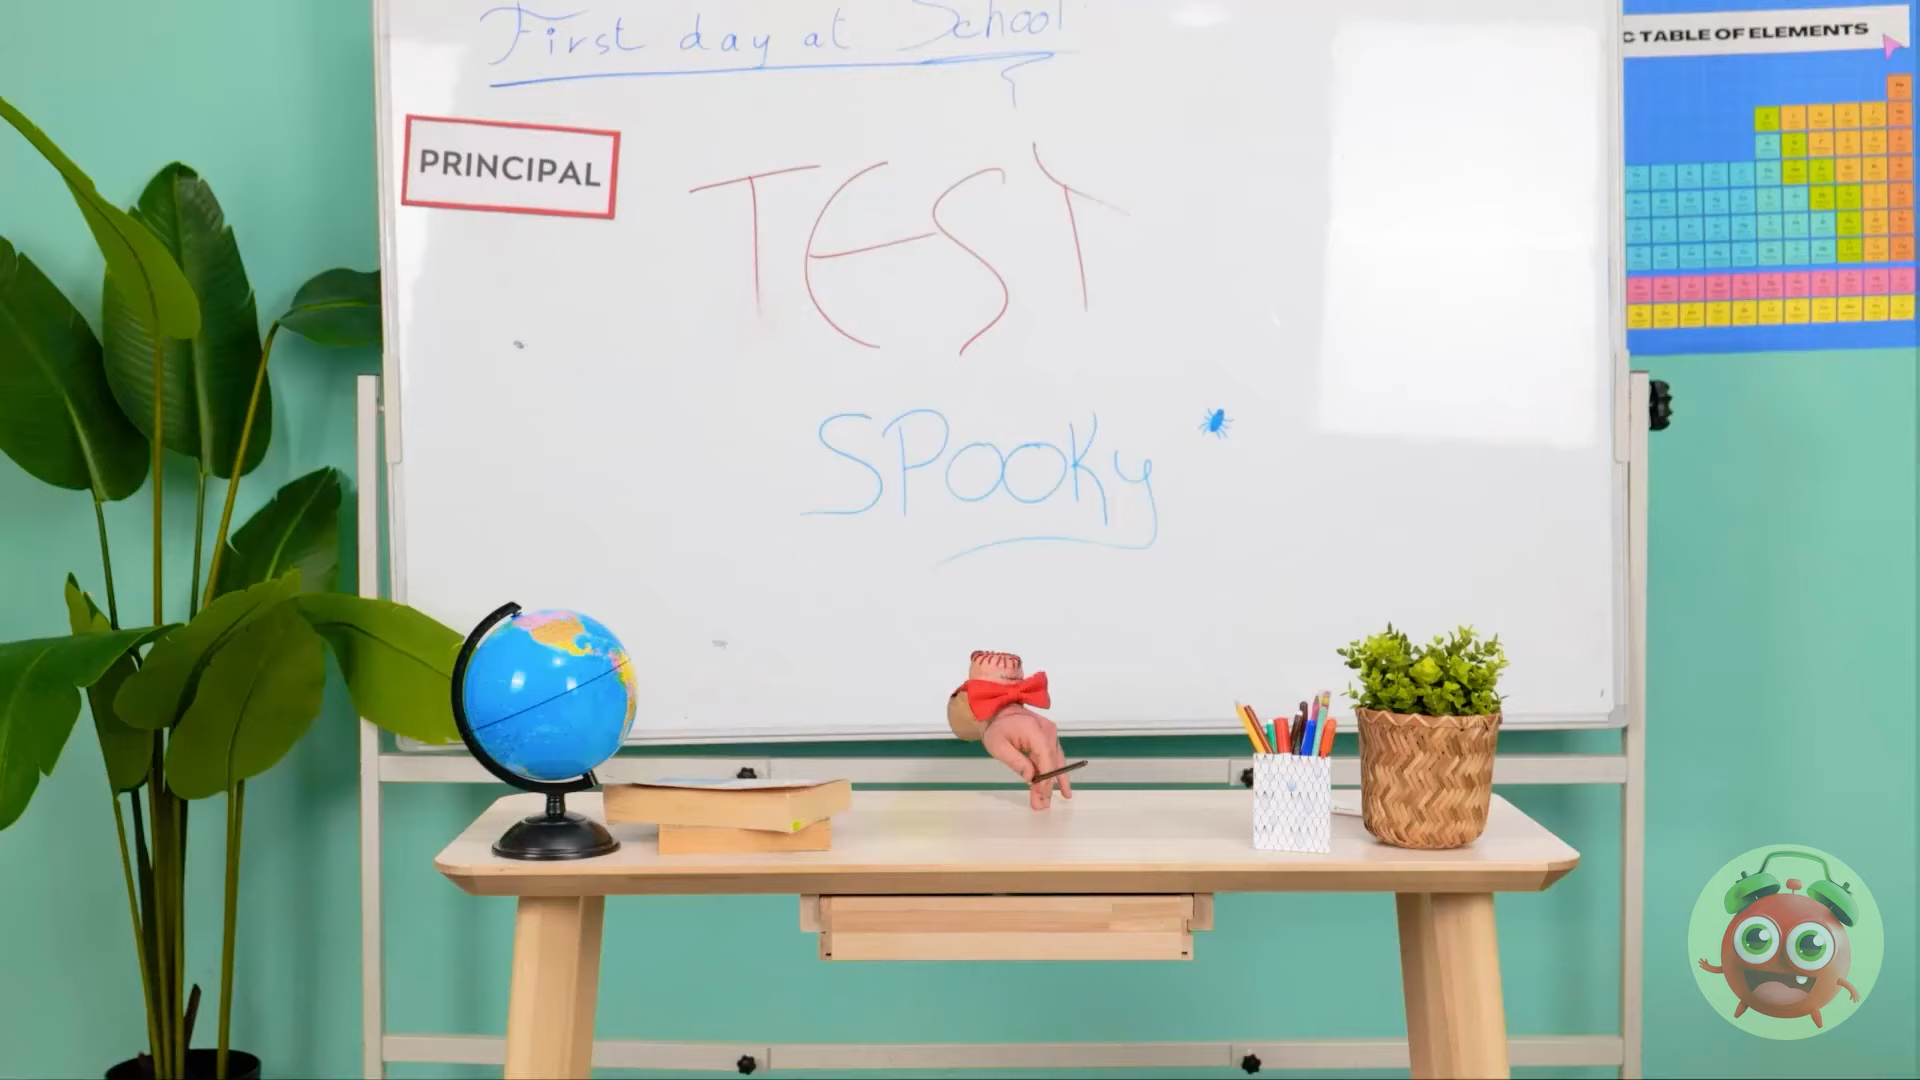 First day at School
C TABLE OF ELEMENTS
PRINCIPAL
TEST
SPOOKY